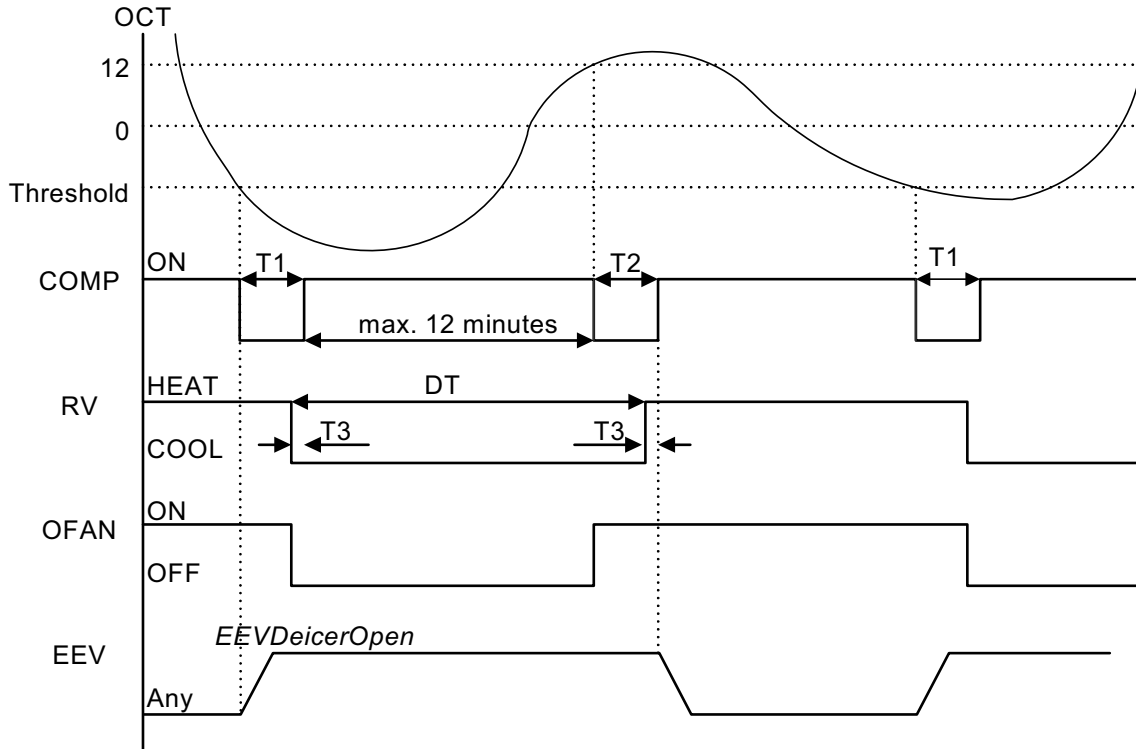 OCT
12
0
Threshold
COMP
ON
T1
T2
T1
max. 12 minutes
RV
HEAT
DT
COOL
T3
T3
OFAN
ON
OFF
EEV
EEVDeicerOpen
Any